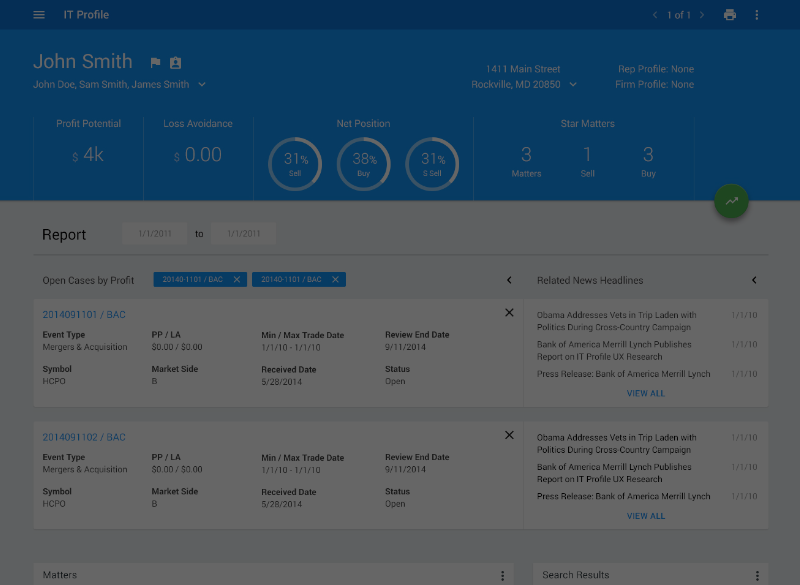 IT Profile
1 of 1
John Smith
John Doe, Sam Smith, James Smith
1411 Main Street
Rockville, MD 20850
Rep Profile: None
Firm Profile: None
Profit Potential
$ 4k
Loss Avoidance
$ 0.00
Net Position
31%
Sell
38%
Buy
31%
$ Sell
Star Matters
3
Matters
1
Sell
3
Buy
Report
1/1/2011
to
1/1/2011
Open Cases by Profit
20140-1101 / BAC
20140-1101 / BAC
Related News Headlines
2014091101 / BAC
Event Type
Mergers & Acquisition
PP / LA
$0.00 / $0.00
Min / Max Trade Date
1/1/10 - 1/1/10
Review End Date
9/11/2014
Symbol
HCPO
Market Side
B
Received Date
5/28/2014
Status
Open
Obama Addresses Vets in Trip Laden with
Politics During Cross-Country Campaign
1/1/10
Bank of America Merrill Lynch Publishes
Report on IT Profile UX Research
1/1/10
Press Release: Bank of America Merrill Lynch
1/1/10
VIEW ALL
2014091102 / BAC
Event Type
Mergers & Acquisition
PP / LA
$0.00 / $0.00
Min / Max Trade Date
1/1/10 - 1/1/10
Review End Date
9/11/2014
Symbol
HCPO
Market Side
B
Received Date
5/28/2014
Status
Open
Obama Addresses Vets in Trip Laden with
Politics During Cross-Country Campaign
1/1/10
Bank of America Merrill Lynch Publishes
Report on IT Profile UX Research
1/1/10
Press Release: Bank of America Merrill Lynch
1/1/10
VIEW ALL
Matters
Search Results